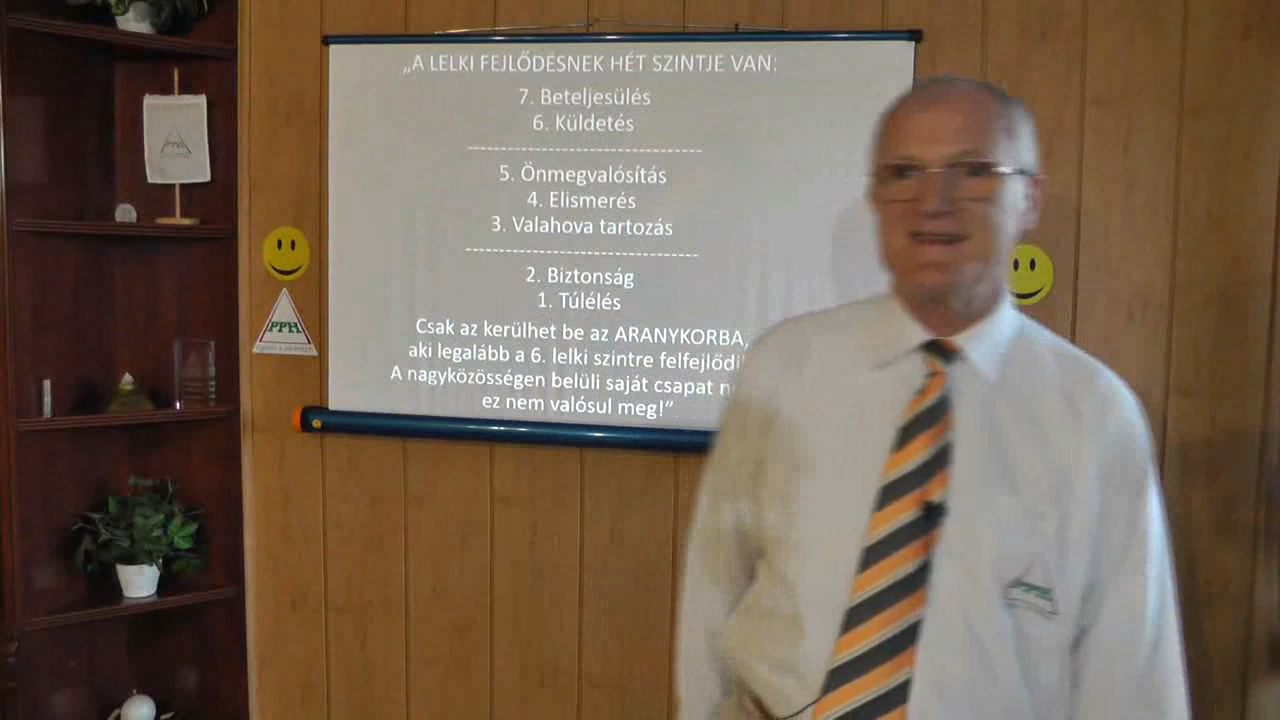 „A LELKI FEJLŐDÉSNEK HÉT SZINTJE VAN:
7. Beteljesülés
6. Küldetés
5. Önmegvalósítás
4. Elismerés
3. Valahova tartozás
2. Biztonság
1. Túlélés
Csak az kerülhet be az ARANYKORBA,
aki legalább a 6. lelki szintre felfejlődi
A nagyközösségen belüli saját csapat n
ez nem valósul meg!”
PPH
PPH